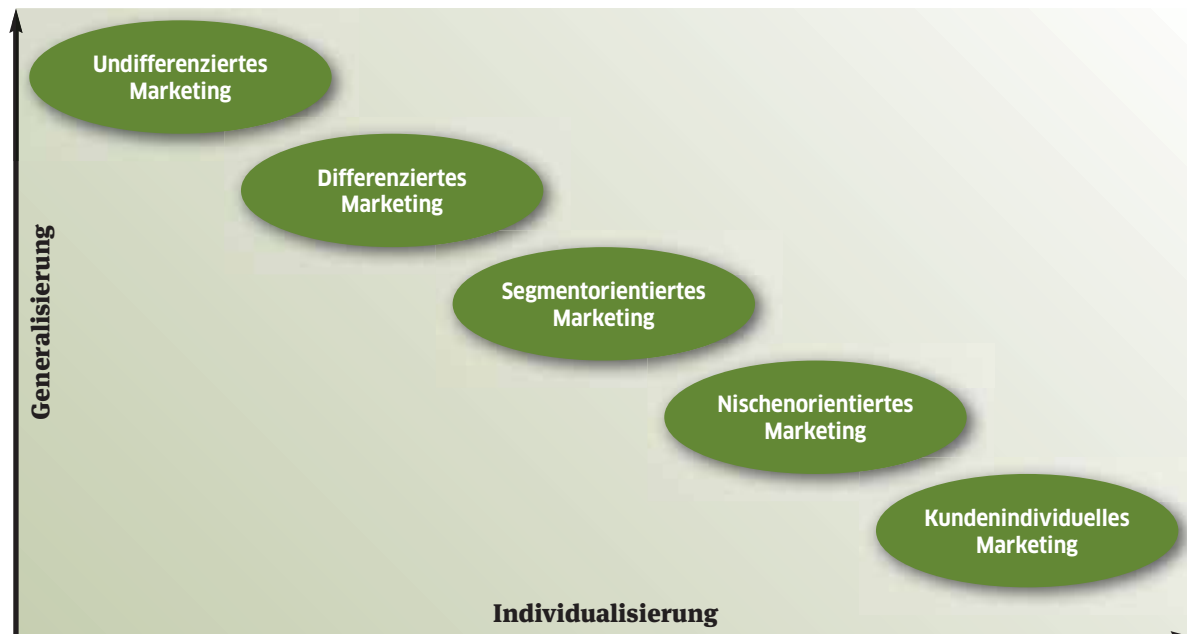 Undifferenziertes
Marketing
Differenziertes
Marketing
Segmentorientiertes
Marketing
Nischenorientiertes
Marketing
Kundenindividuelles
Marketing
Generalisierung
Individualisierung